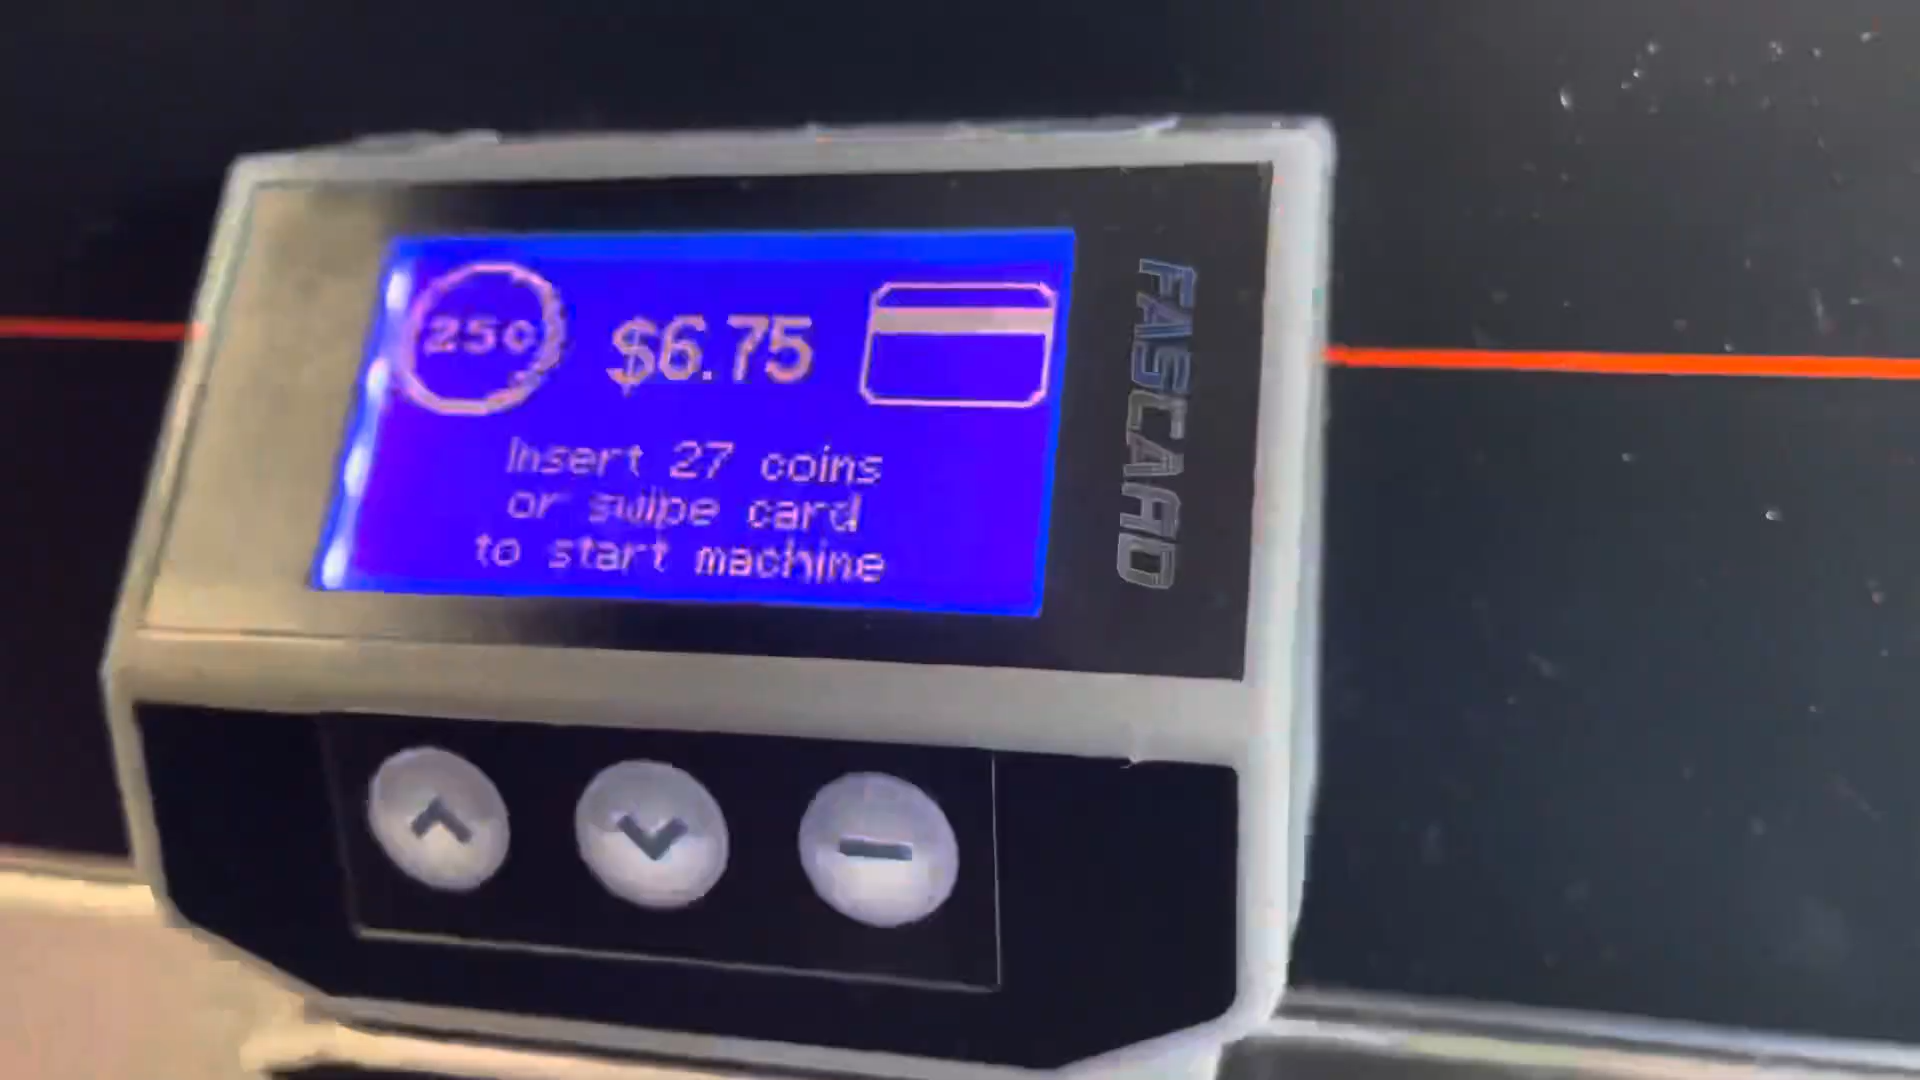 25¢
$6.75
Insert 27 coins
or swipe card
to start machine
FASCARD